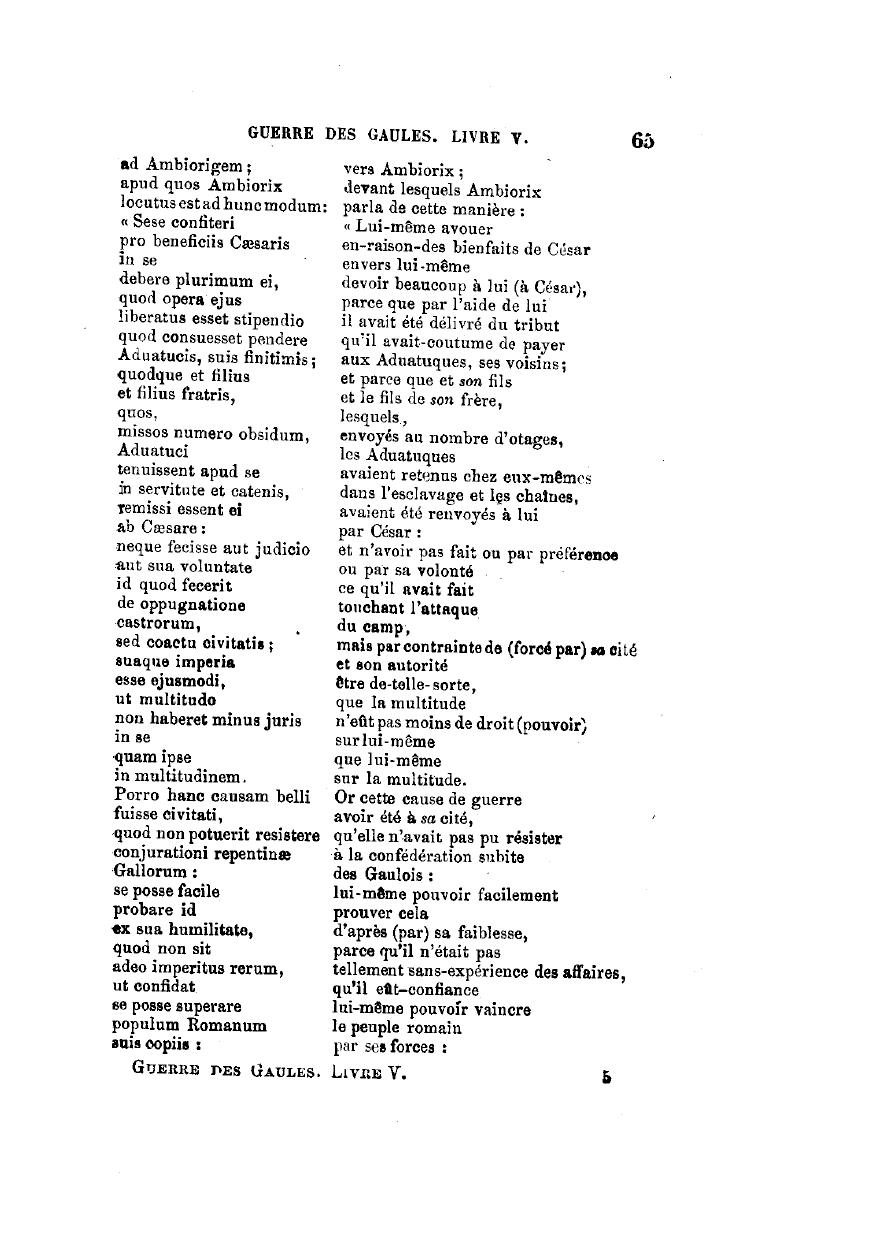 GUERRE DES GAULES. LIVRE V. 65
ad Ambiorigem ; vers Ambiorix ;
apud quos Ambiorix devant lesquels Ambiorix
locutus est ad hunc modum: parla de cette manière :
« Sese confiteri « Lui-même avouer
pro beneficiis Cæsaris en-raison-des bienfaits de César
in se envers lui-même
debere plurimum ei, devoir beaucoup à lui (à César),
quod opera ejus parce que par l'aide de lui
liberatus esset stipendio il avait été délivré du tribut
quod consuesset pendere qu'il avait-coutume de payer
Aduatucis, suis finitimis ; aux Aduatuques, ses voisins ;
quodque et filius et parce que et son fils
et filius fratris, et le fils de son frère,
quos, lesquels,
missos numero obsidum, envoyés au nombre d'otages,
Aduatuci les Aduatuques
tenuissent apud se avaient retenus chez eux-mêmes
in servitute et catenis, dans l'esclavage et les chaînes,
remissi essent ei avaient été renvoyés à lui
ab Cæsare : par César :
neque fecisse aut judicio et n'avoir pas fait ou par préférence
aut sua voluntate ou par sa volonté
id quod fecerit ce qu'il avait fait
de oppugnatione touchant l'attaque
castrorum, du camp,
sed coactu civitatis ; mais par contrainte de (forcé par) sa cité
suaque imperia et son autorité
esse ejusmodi, être de-telle-sorte,
ut multitudo que la multitude
non haberet minus juris n'eût pas moins de droit (pouvoir)
in se sur lui-même
quam ipse que lui-même
in multitudinem. sur la multitude.
Porro hanc causam belli Or cette cause de guerre
fuisse civitati, avoir été à sa cité,
quod non potuerit resistere qu'elle n'avait pas pu résister
conjurationi repentinæ à la confédération subite
Gallorum : des Gaulois :
se posse facile lui-même pouvoir facilement
probare id prouver cela
ex sua humilitate, d'après (par) sa faiblesse,
quod non sit parce qu'il n'était pas
adeo imperitus rerum, tellement sans-expérience des affaires,
ut confidat qu'il eût-confiance
se posse superare lui-même pouvoir vaincre
populum Romanum le peuple romain
suis copiis : par ses forces :
GUERRE DES GAULES. LIVRE V. 5